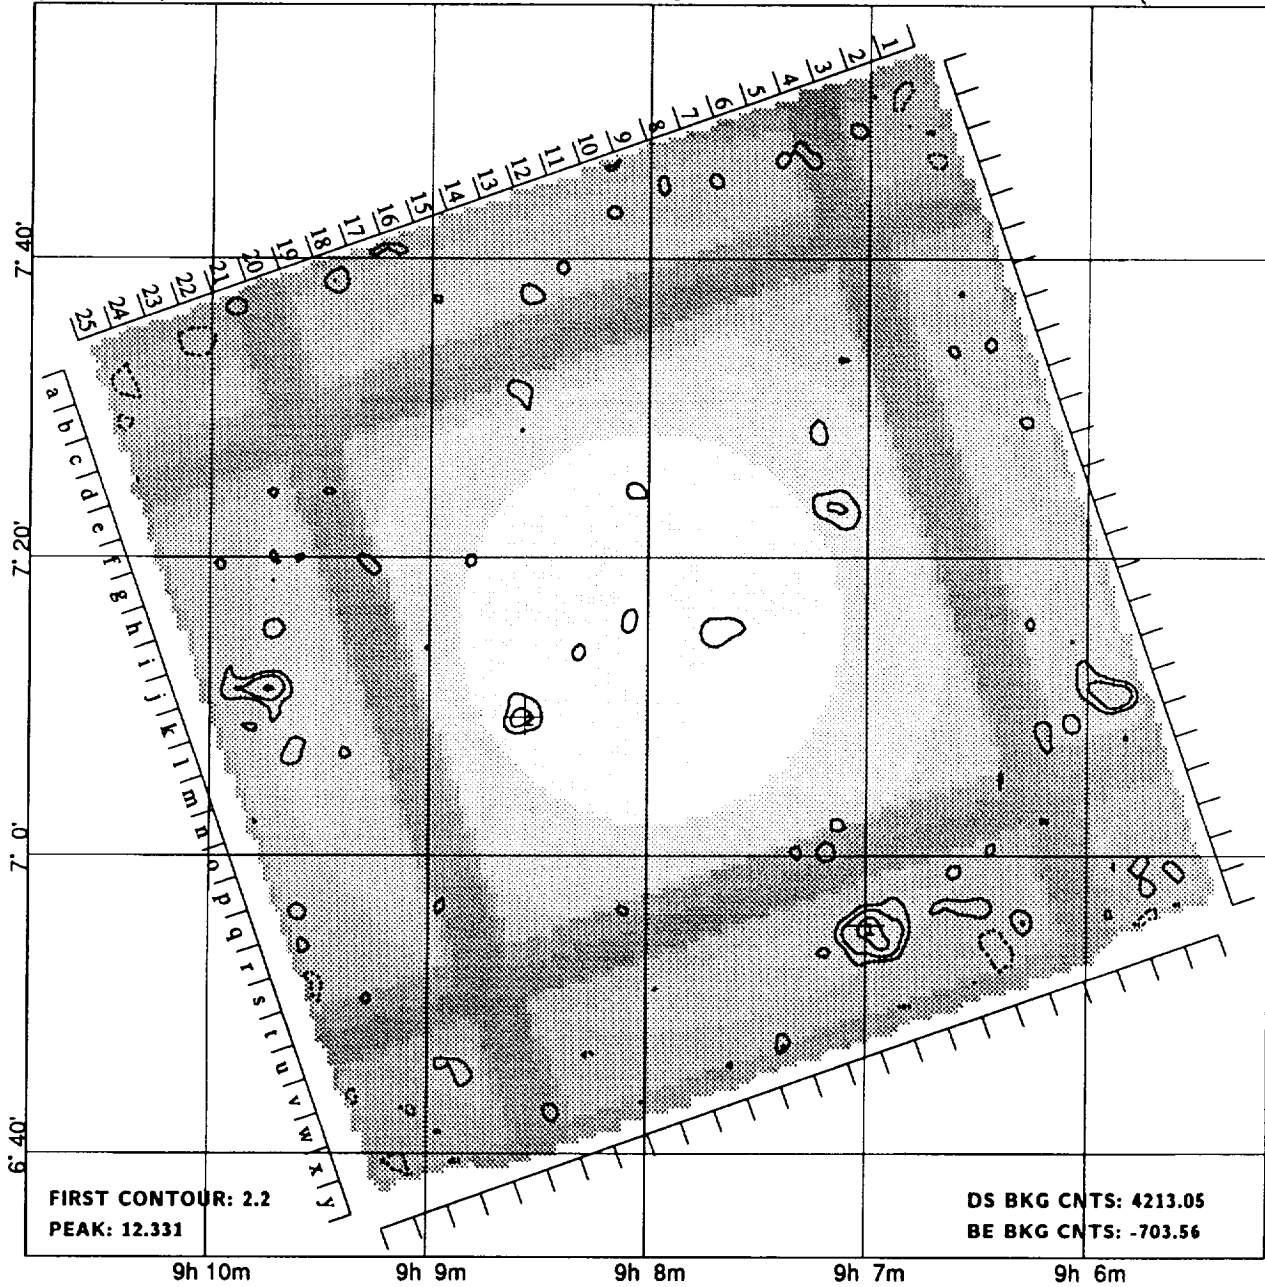 1
2
3
4
5
6
7
8
9
10
11
12
13
14
15
16
17
18
19
20
21
22
23
24
25
7° 40'
7° 20'
7° 0'
6° 40'
a
b
c
d
e
f
g
h
i
j
k
l
m
n
o
p
q
r
s
t
u
v
w
x
y
FIRST CONTOUR: 2.2
PEAK: 12.331
DS BKG CNTS: 4213.05
BE BKG CNTS: -703.56
9h 10m
9h 9m
9h 8m
9h 7m
9h 6m